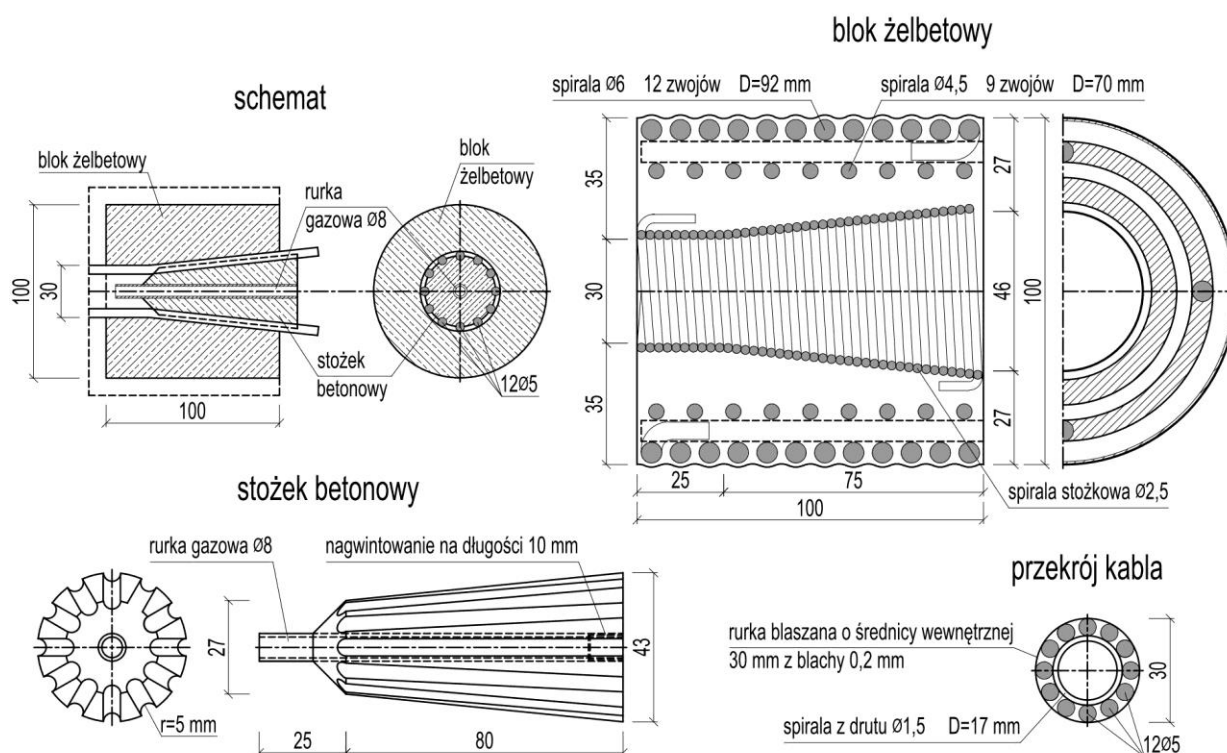 blok żelbetowy
spirala Ø6 12 zwojów D=92 mm
spirala Ø4,5 9 zwojów D=70 mm
schemat
blok żelbetowy
rurka
gazowa Ø8
blok
żelbetowy
100
30
stożek
betonowy
12Ø5
100
35
30
35
27
46
27
100
25
75
100
spirala stożkowa Ø2,5
stożek betonowy
rurka gazowa Ø8
nagwintowanie na długości 10 mm
27
43
r=5 mm
25
80
przekrój kabla
rurka blaszana o średnicy wewnętrznej
30 mm z blachy 0,2 mm
30
spirala z drutu Ø1,5 D=17 mm
12Ø5